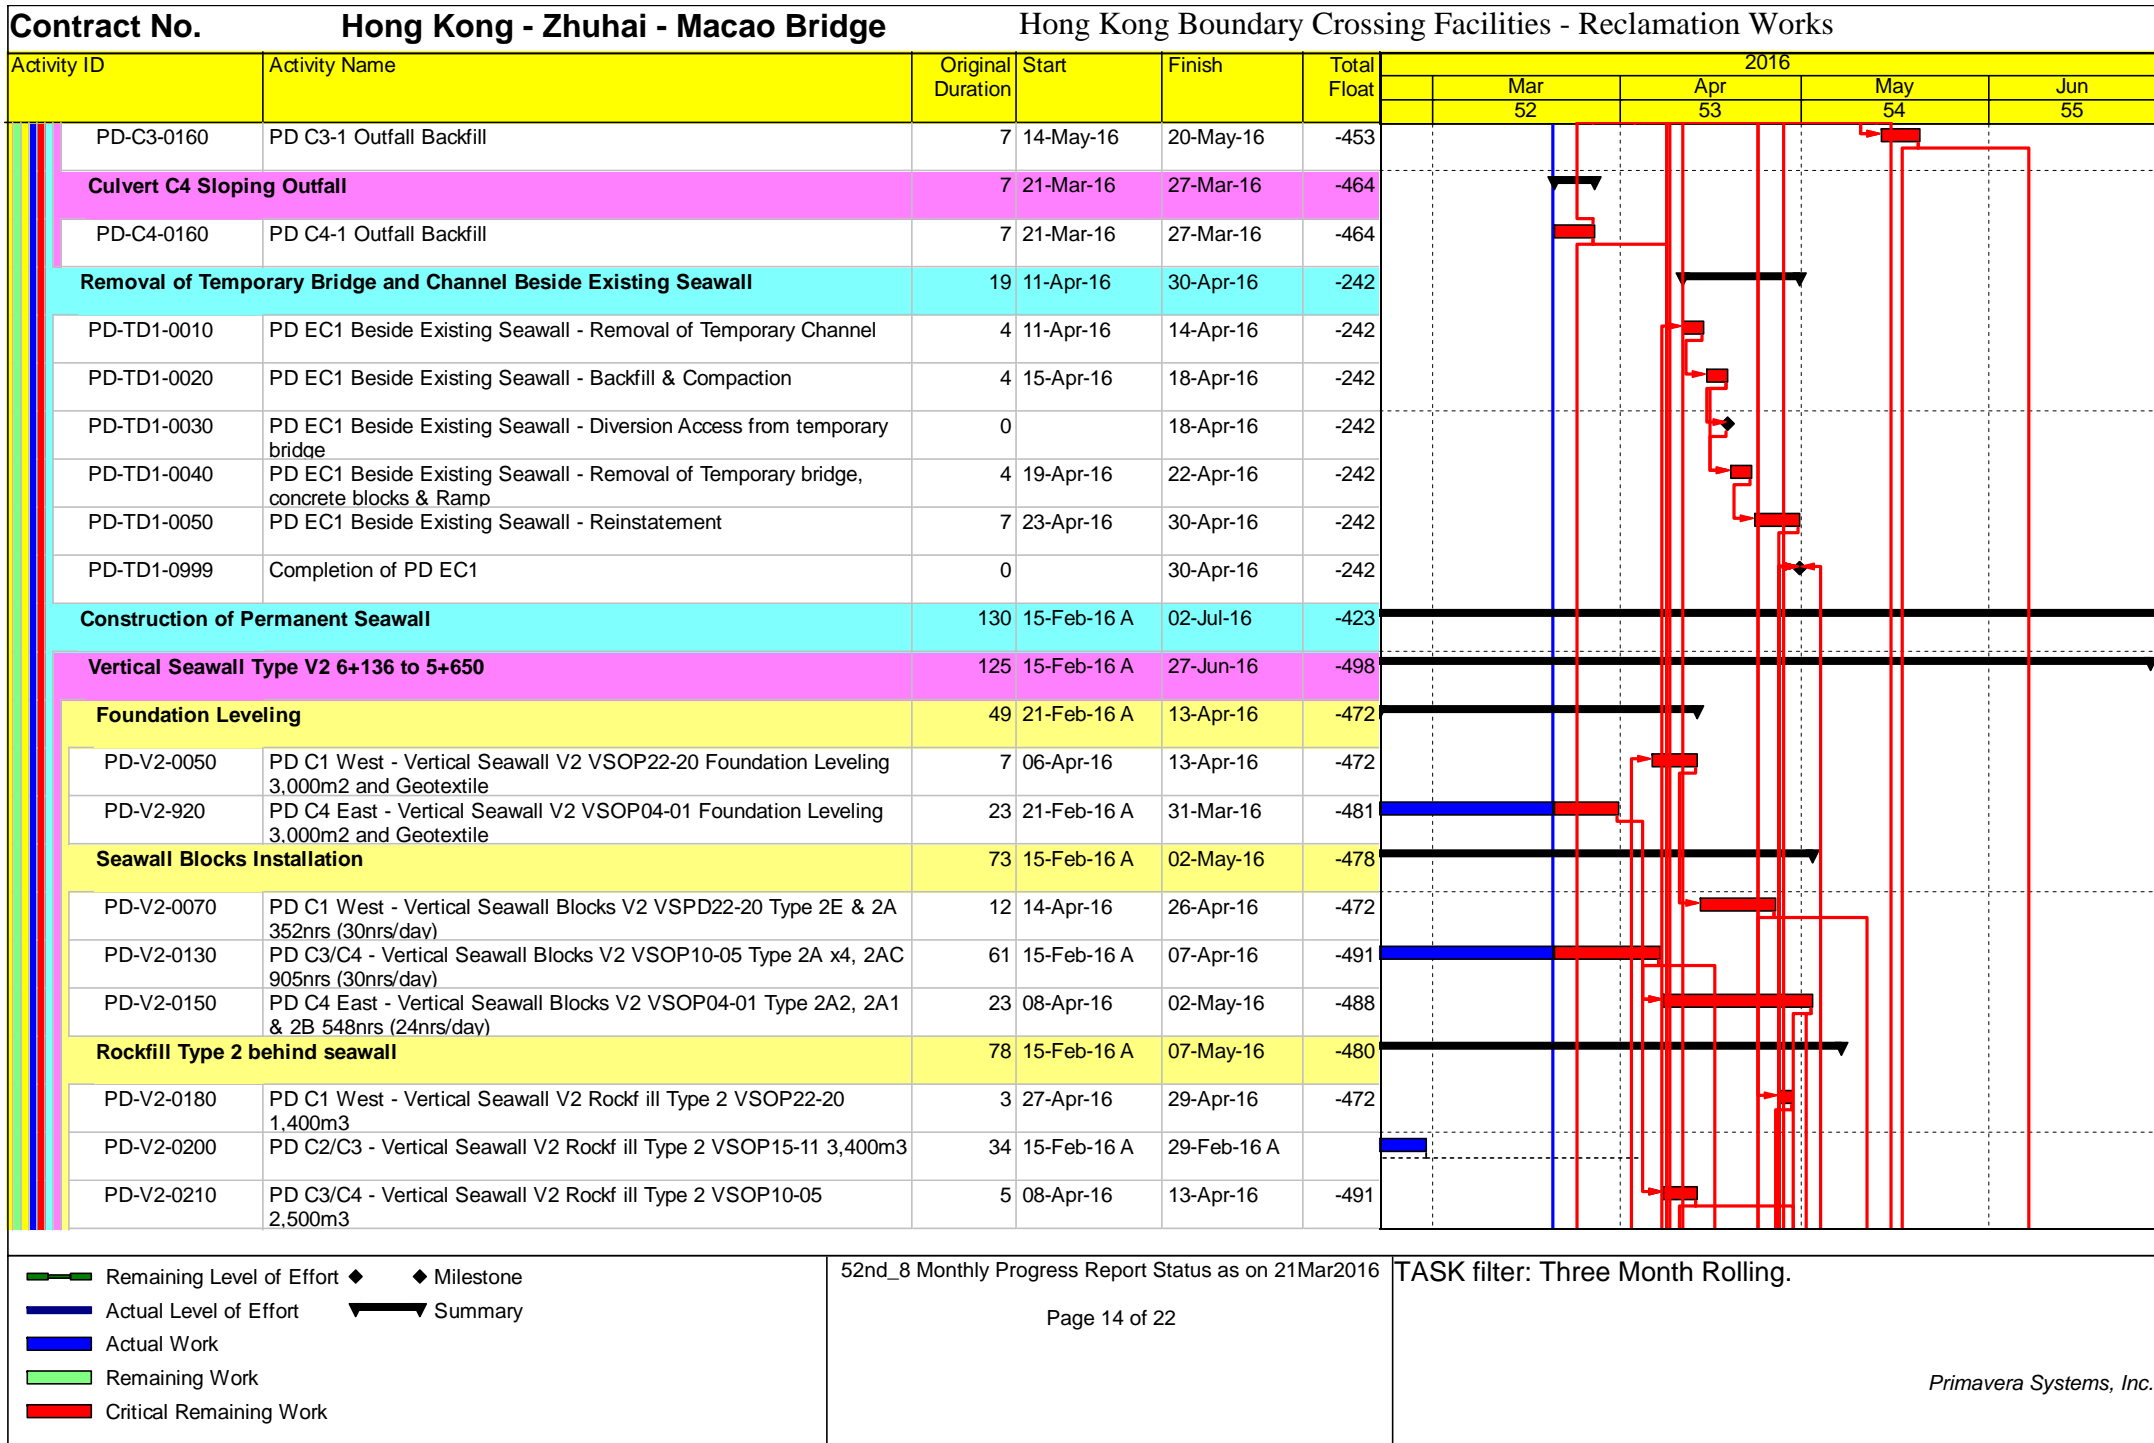 Contract No. Hong Kong - Zhuhai - Macao Bridge Hong Kong Boundary Crossing Facilities - Reclamation Works
Activity ID Activity Name Original Start Finish Total 2016
Duration Float Mar Apr May Jun
52 53 54 55
PD-C3-0160 PD C3-1 Outfall Backfill 7 14-May-16 20-May-16 -453
Culvert C4 Sloping Outfall 7 21-Mar-16 27-Mar-16 -464
PD-C4-0160 PD C4-1 Outfall Backfill 7 21-Mar-16 27-Mar-16 -464
Removal of Temporary Bridge and Channel Beside Existing Seawall 19 11-Apr-16 30-Apr-16 -242
PD-TD1-0010 PD EC1 Beside Existing Seawall - Removal of Temporary Channel 4 11-Apr-16 14-Apr-16 -242
PD-TD1-0020 PD EC1 Beside Existing Seawall - Backfill & Compaction 4 15-Apr-16 18-Apr-16 -242
PD-TD1-0030 PD EC1 Beside Existing Seawall - Diversion Access from temporary 0 18-Apr-16 -242
bridge
PD-TD1-0040 PD EC1 Beside Existing Seawall - Removal of Temporary bridge, 4 19-Apr-16 22-Apr-16 -242
concrete blocks & Ramp
PD-TD1-0050 PD EC1 Beside Existing Seawall - Reinstatement 7 23-Apr-16 30-Apr-16 -242
PD-TD1-0999 Completion of PD EC1 0 30-Apr-16 -242
Construction of Permanent Seawall 130 15-Feb-16 A 02-Jul-16 -423
Vertical Seawall Type V2 6+136 to 5+650 125 15-Feb-16 A 27-Jun-16 -498
Foundation Leveling 49 21-Feb-16 A 13-Apr-16 -472
PD-V2-0050 PD C1 West - Vertical Seawall V2 VSOP22-20 Foundation Leveling 7 06-Apr-16 13-Apr-16 -472
3,000m2 and Geotextile
PD-V2-920 PD C4 East - Vertical Seawall V2 VSOP04-01 Foundation Leveling 23 21-Feb-16 A 31-Mar-16 -481
3,000m2 and Geotextile
Seawall Blocks Installation 73 15-Feb-16 A 02-May-16 -478
PD-V2-0070 PD C1 West - Vertical Seawall Blocks V2 VSPD22-20 Type 2E & 2A 12 14-Apr-16 26-Apr-16 -472
352nrs (30nrs/day)
PD-V2-0130 PD C3/C4 - Vertical Seawall Blocks V2 VSOP10-05 Type 2A x4, 2AC 61 15-Feb-16 A 07-Apr-16 -491
905nrs (30nrs/day)
PD-V2-0150 PD C4 East - Vertical Seawall Blocks V2 VSOP04-01 Type 2A2, 2A1 23 08-Apr-16 02-May-16 -488
& 2B 548nrs (24nrs/day)
Rockfill Type 2 behind seawall 78 15-Feb-16 A 07-May-16 -480
PD-V2-0180 PD C1 West - Vertical Seawall V2 Rockf ill Type 2 VSOP22-20 3 27-Apr-16 29-Apr-16 -472
1,400m3
PD-V2-0200 PD C2/C3 - Vertical Seawall V2 Rockf ill Type 2 VSOP15-11 3,400m3 34 15-Feb-16 A 29-Feb-16 A
PD-V2-0210 PD C3/C4 - Vertical Seawall V2 Rockf ill Type 2 VSOP10-05 5 08-Apr-16 13-Apr-16 -491
2,500m3
Remaining Level of Effort Milestone
Actual Level of Effort Summary
Actual Work
Remaining Work
Critical Remaining Work
52nd_8 Monthly Progress Report Status as on 21Mar2016
Page 14 of 22
TASK filter: Three Month Rolling.
Primavera Systems, Inc.